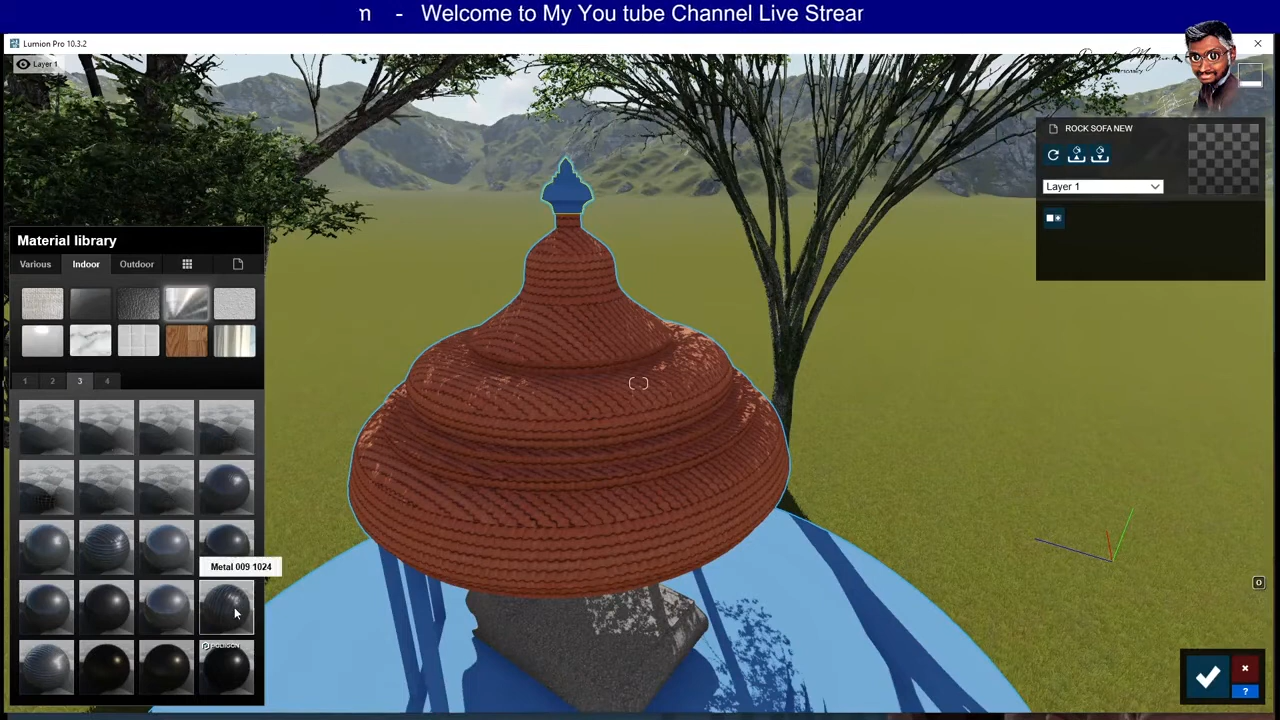 - Welcome to My You tube Channel Live
Lumion Pro 10.3.2
Layer 1
ROCK SOFA NEW
Layer 1
Material library
Various Indoor Outdoor
1 2 3 4
Metal 009 1024
POLIIGON
?